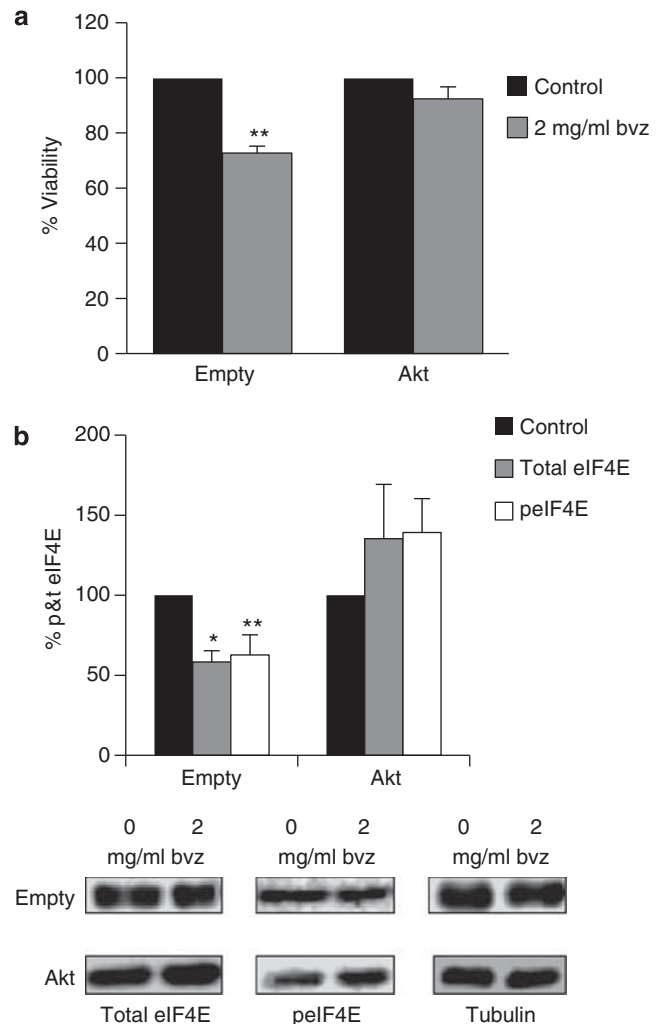 a
120
100
80
60
40
20
0
% Viability
**
Empty
Akt
Control
2 mg/ml bvz
b
200
150
100
50
0
% p&t eIF4E
*
**
Empty
Akt
Control
Total eIF4E
peIF4E
0 2 0 2 0 2
mg/ml bvz mg/ml bvz mg/ml bvz
Empty
Akt
Total eIF4E peIF4E Tubulin